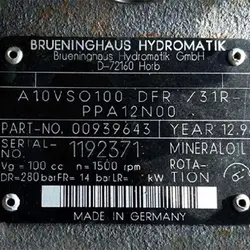 BRUENINGHAUS HYDROMATIK
Brueninghaus Hydromatik GmbH
D-72160 Horb
A10VSO100 DFR /31R
PPA12N00
PART-NO. 00939643 YEAR 12.9
SERIAL- 1192371 MINERALOIL
NO. ROTA-
Vg = 100 cc n = 1500 rpm TION
DR=280 bar FR= 14 bar LR= kW
MADE IN GERMANY